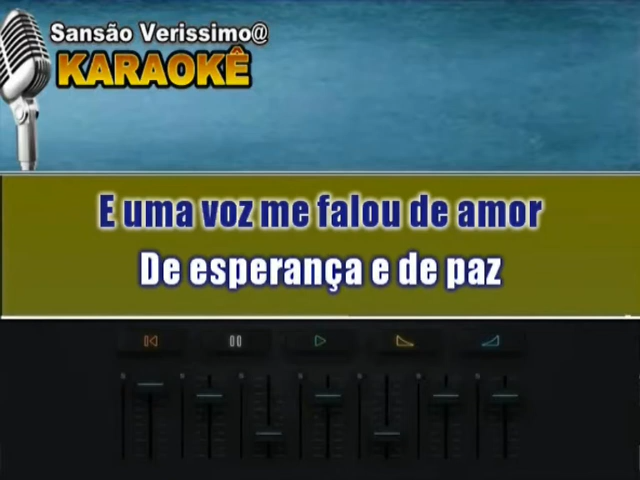 Sansão Verissimo@
KARAOKÊ
E uma voz me falou de amor
De esperança e de paz